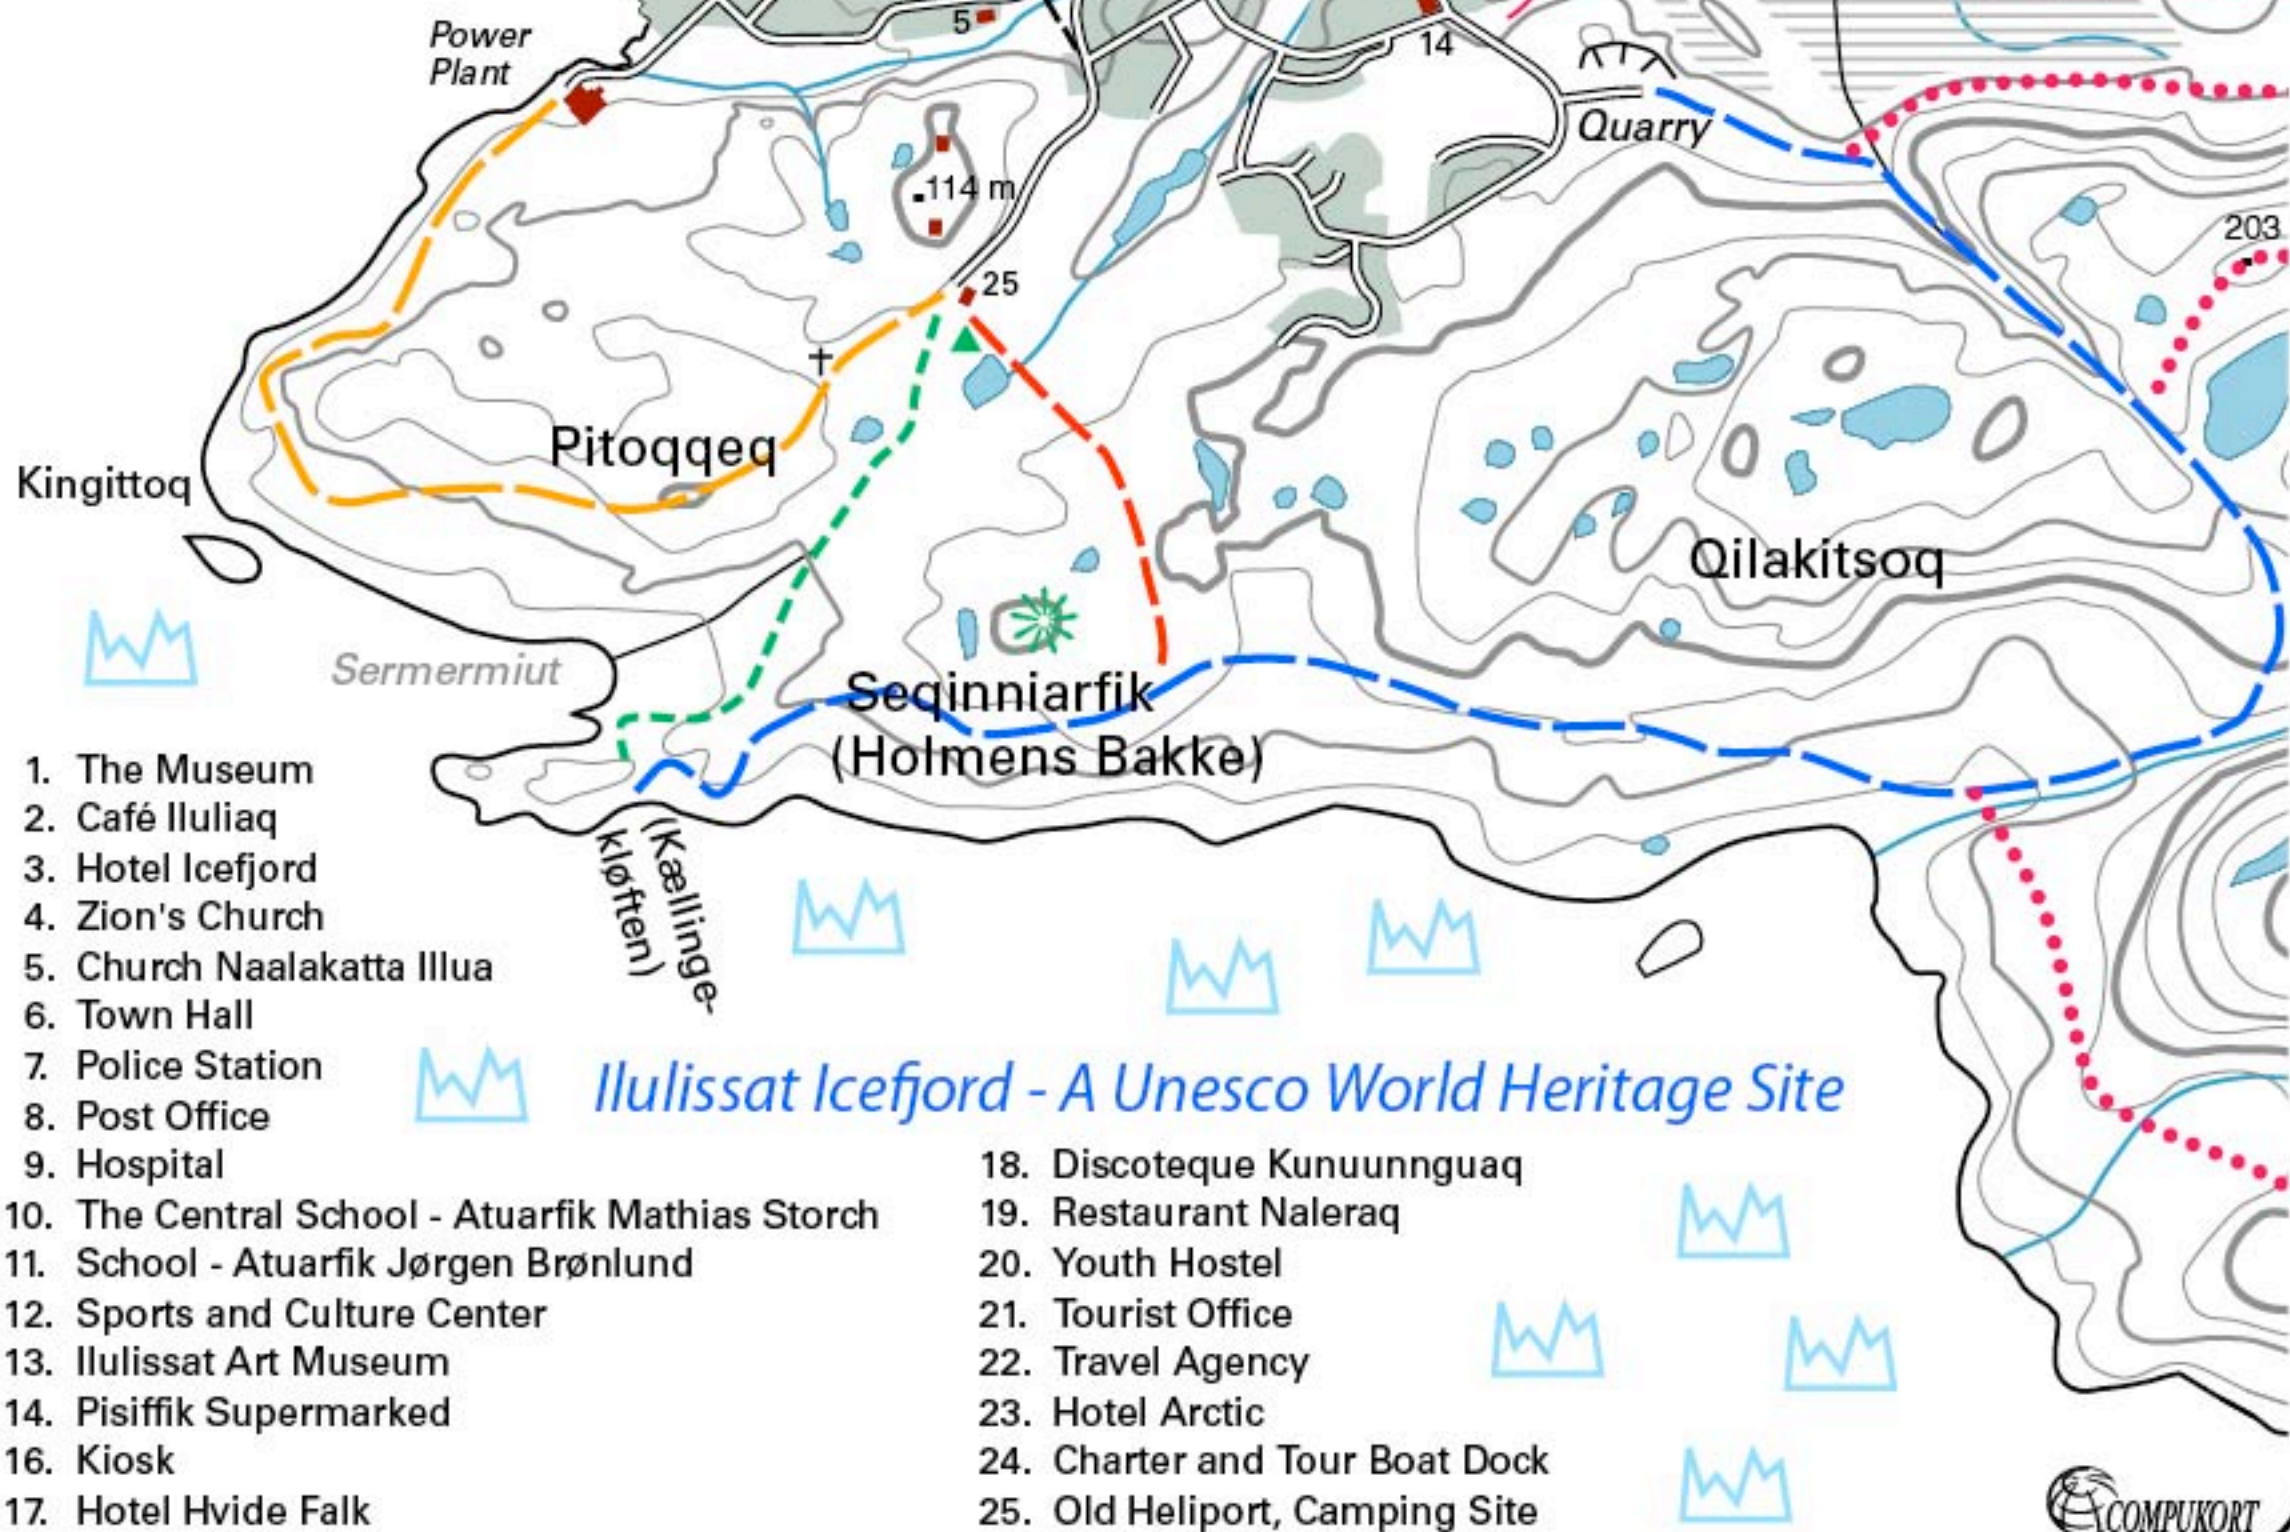 Power
Plant
5
14
Quarry
114 m
203
25
Pitoqqeq
Kingittoq
Qilakitsoq
Sermermiut
Seqinniarfik
(Holmens Bakke)
(Kællinge-
kløften)
1. The Museum
2. Café Iluliaq
3. Hotel Icefjord
4. Zion's Church
5. Church Naalakatta Illua
6. Town Hall
7. Police Station
8. Post Office
9. Hospital
10. The Central School - Atuarfik Mathias Storch
11. School - Atuarfik Jørgen Brønlund
12. Sports and Culture Center
13. Ilulissat Art Museum
14. Pisiffik Supermarked
16. Kiosk
17. Hotel Hvide Falk
Ilulissat Icefjord - A Unesco World Heritage Site
18. Discoteque Kunuunnguaq
19. Restaurant Naleraq
20. Youth Hostel
21. Tourist Office
22. Travel Agency
23. Hotel Arctic
24. Charter and Tour Boat Dock
25. Old Heliport, Camping Site
COMPUKORT